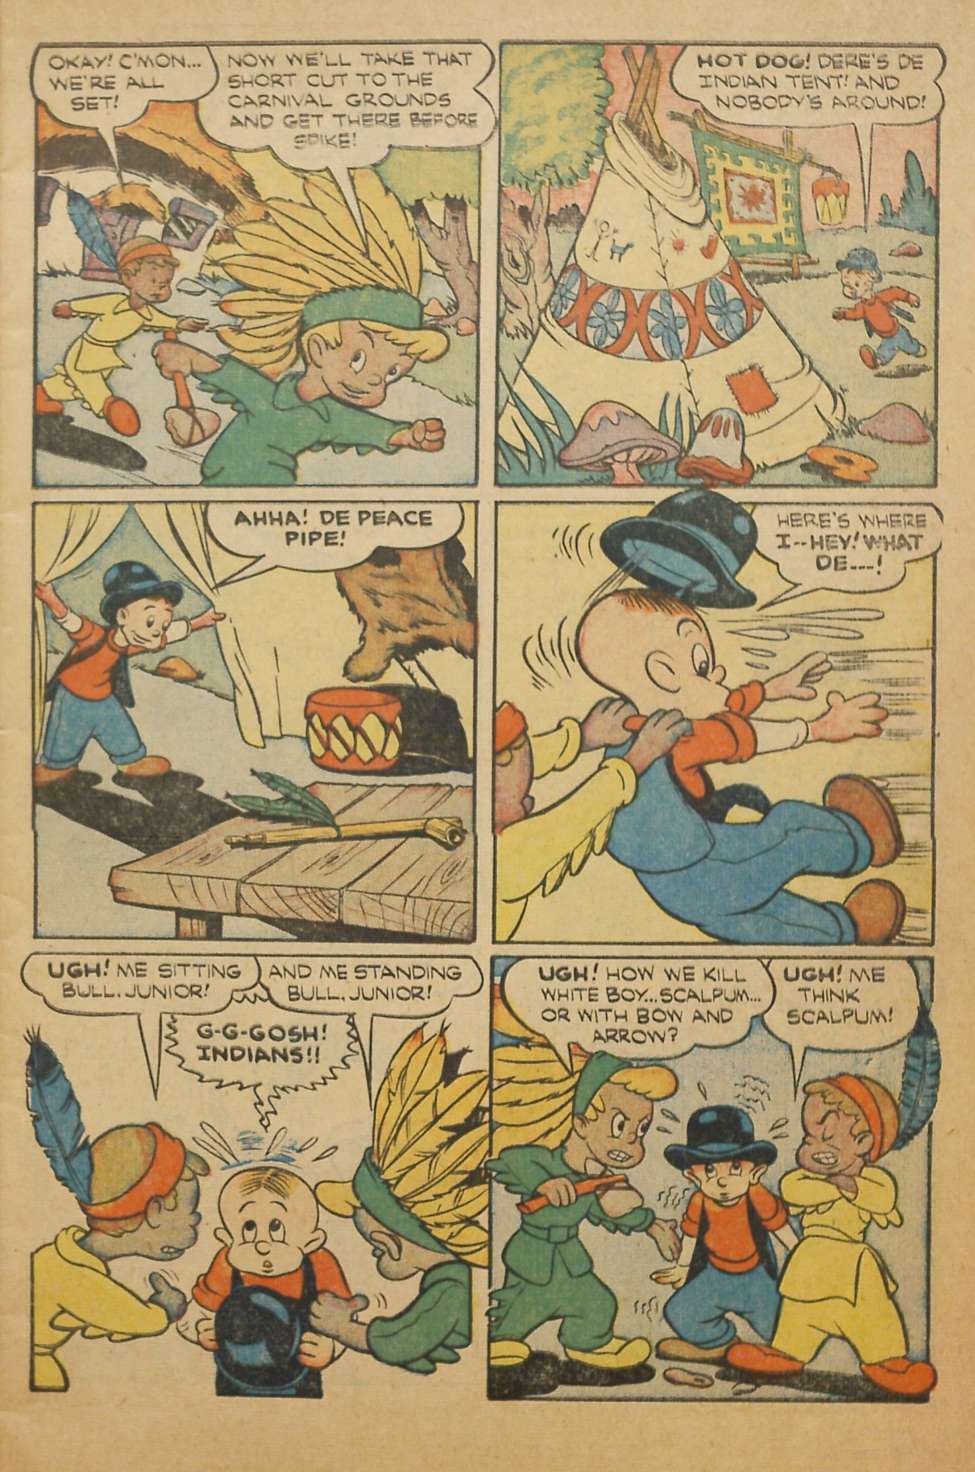 OKAY! C'MON...
WE'RE ALL
SET!
NOW WE'LL TAKE THAT
SHORT CUT TO THE
CARNIVAL GROUNDS
AND GET THERE BEFORE
SPIKE!
HOT DOG! DERE'S DE
INDIAN TENT! AND
NOBODY'S AROUND!
AHHA! DE PEACE
PIPE!
HERE'S WHERE
I--HEY! WHAT
DE---!
UGH! ME SITTING
BULL, JUNIOR!
AND ME STANDING
BULL, JUNIOR!
G-G-GOSH!
INDIANS!!
UGH! HOW WE KILL
WHITE BOY...SCALPUM...
OR WITH BOW AND
ARROW?
UGH! ME
THINK
SCALPUM!